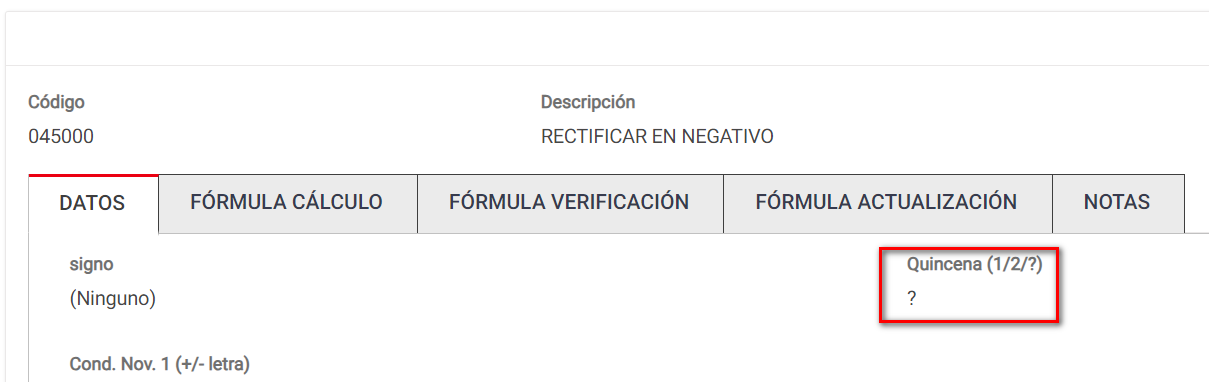 Código Descripción
045000 RECTIFICAR EN NEGATIVO
DATOS FÓRMULA CÁLCULO FÓRMULA VERIFICACIÓN FÓRMULA ACTUALIZACIÓN NOTAS
signo Quincena (1/2/?)
(Ninguno) ?
Cond. Nov. 1 (+/- letra)